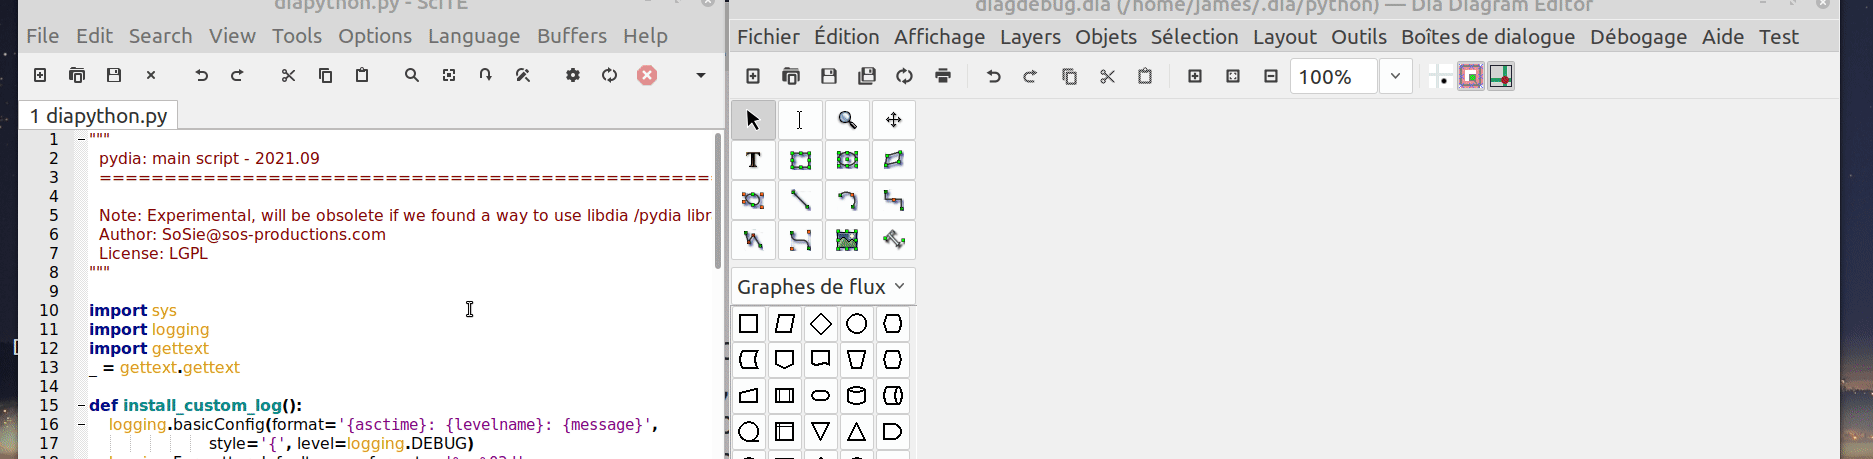 diapython.py - SciTE
File Edit Search View Tools Options Language Buffers Help
1 diapython.py
1 """
2 pydia: main script - 2021.09
3 ================================================
4
5 Note: Experimental, will be obsolete if we found a way to use libdia /pydia libr
6 Author: SoSie@sos-productions.com
7 License: LGPL
8 """
9
10 import sys
11 import logging
12 import gettext
13 _ = gettext.gettext
14
15 def install_custom_log():
16 logging.basicConfig(format='{asctime}: {levelname}: {message}',
17 style='{', level=logging.DEBUG)
diagdebug.dia (/home/james/.dia/python) — Dia Diagram Editor
Fichier Édition Affichage Layers Objets Sélection Layout Outils Boîtes de dialogue Débogage Aide Test
100%
T
Graphes de flux